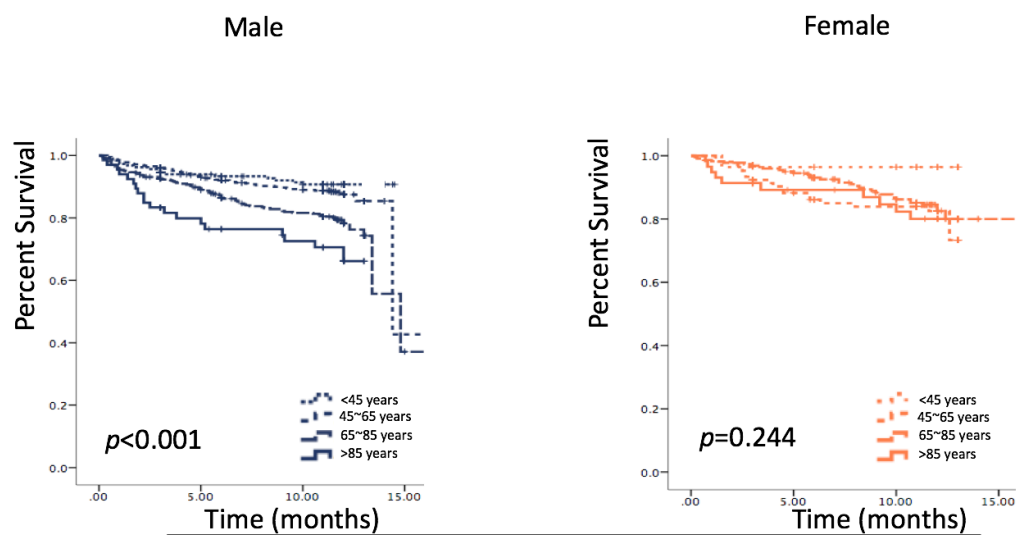 Male
Female
Percent Survival
1.0
0.8
0.6
0.4
0.2
0.0
p<0.001
<45 years
45~65 years
65~85 years
>85 years
.00
5.00
10.00
15.00
Time (months)
Percent Survival
1.0
0.8
0.6
0.4
0.2
0.0
p=0.244
<45 years
45~65 years
65~85 years
>85 years
.00
5.00
10.00
15.00
Time (months)